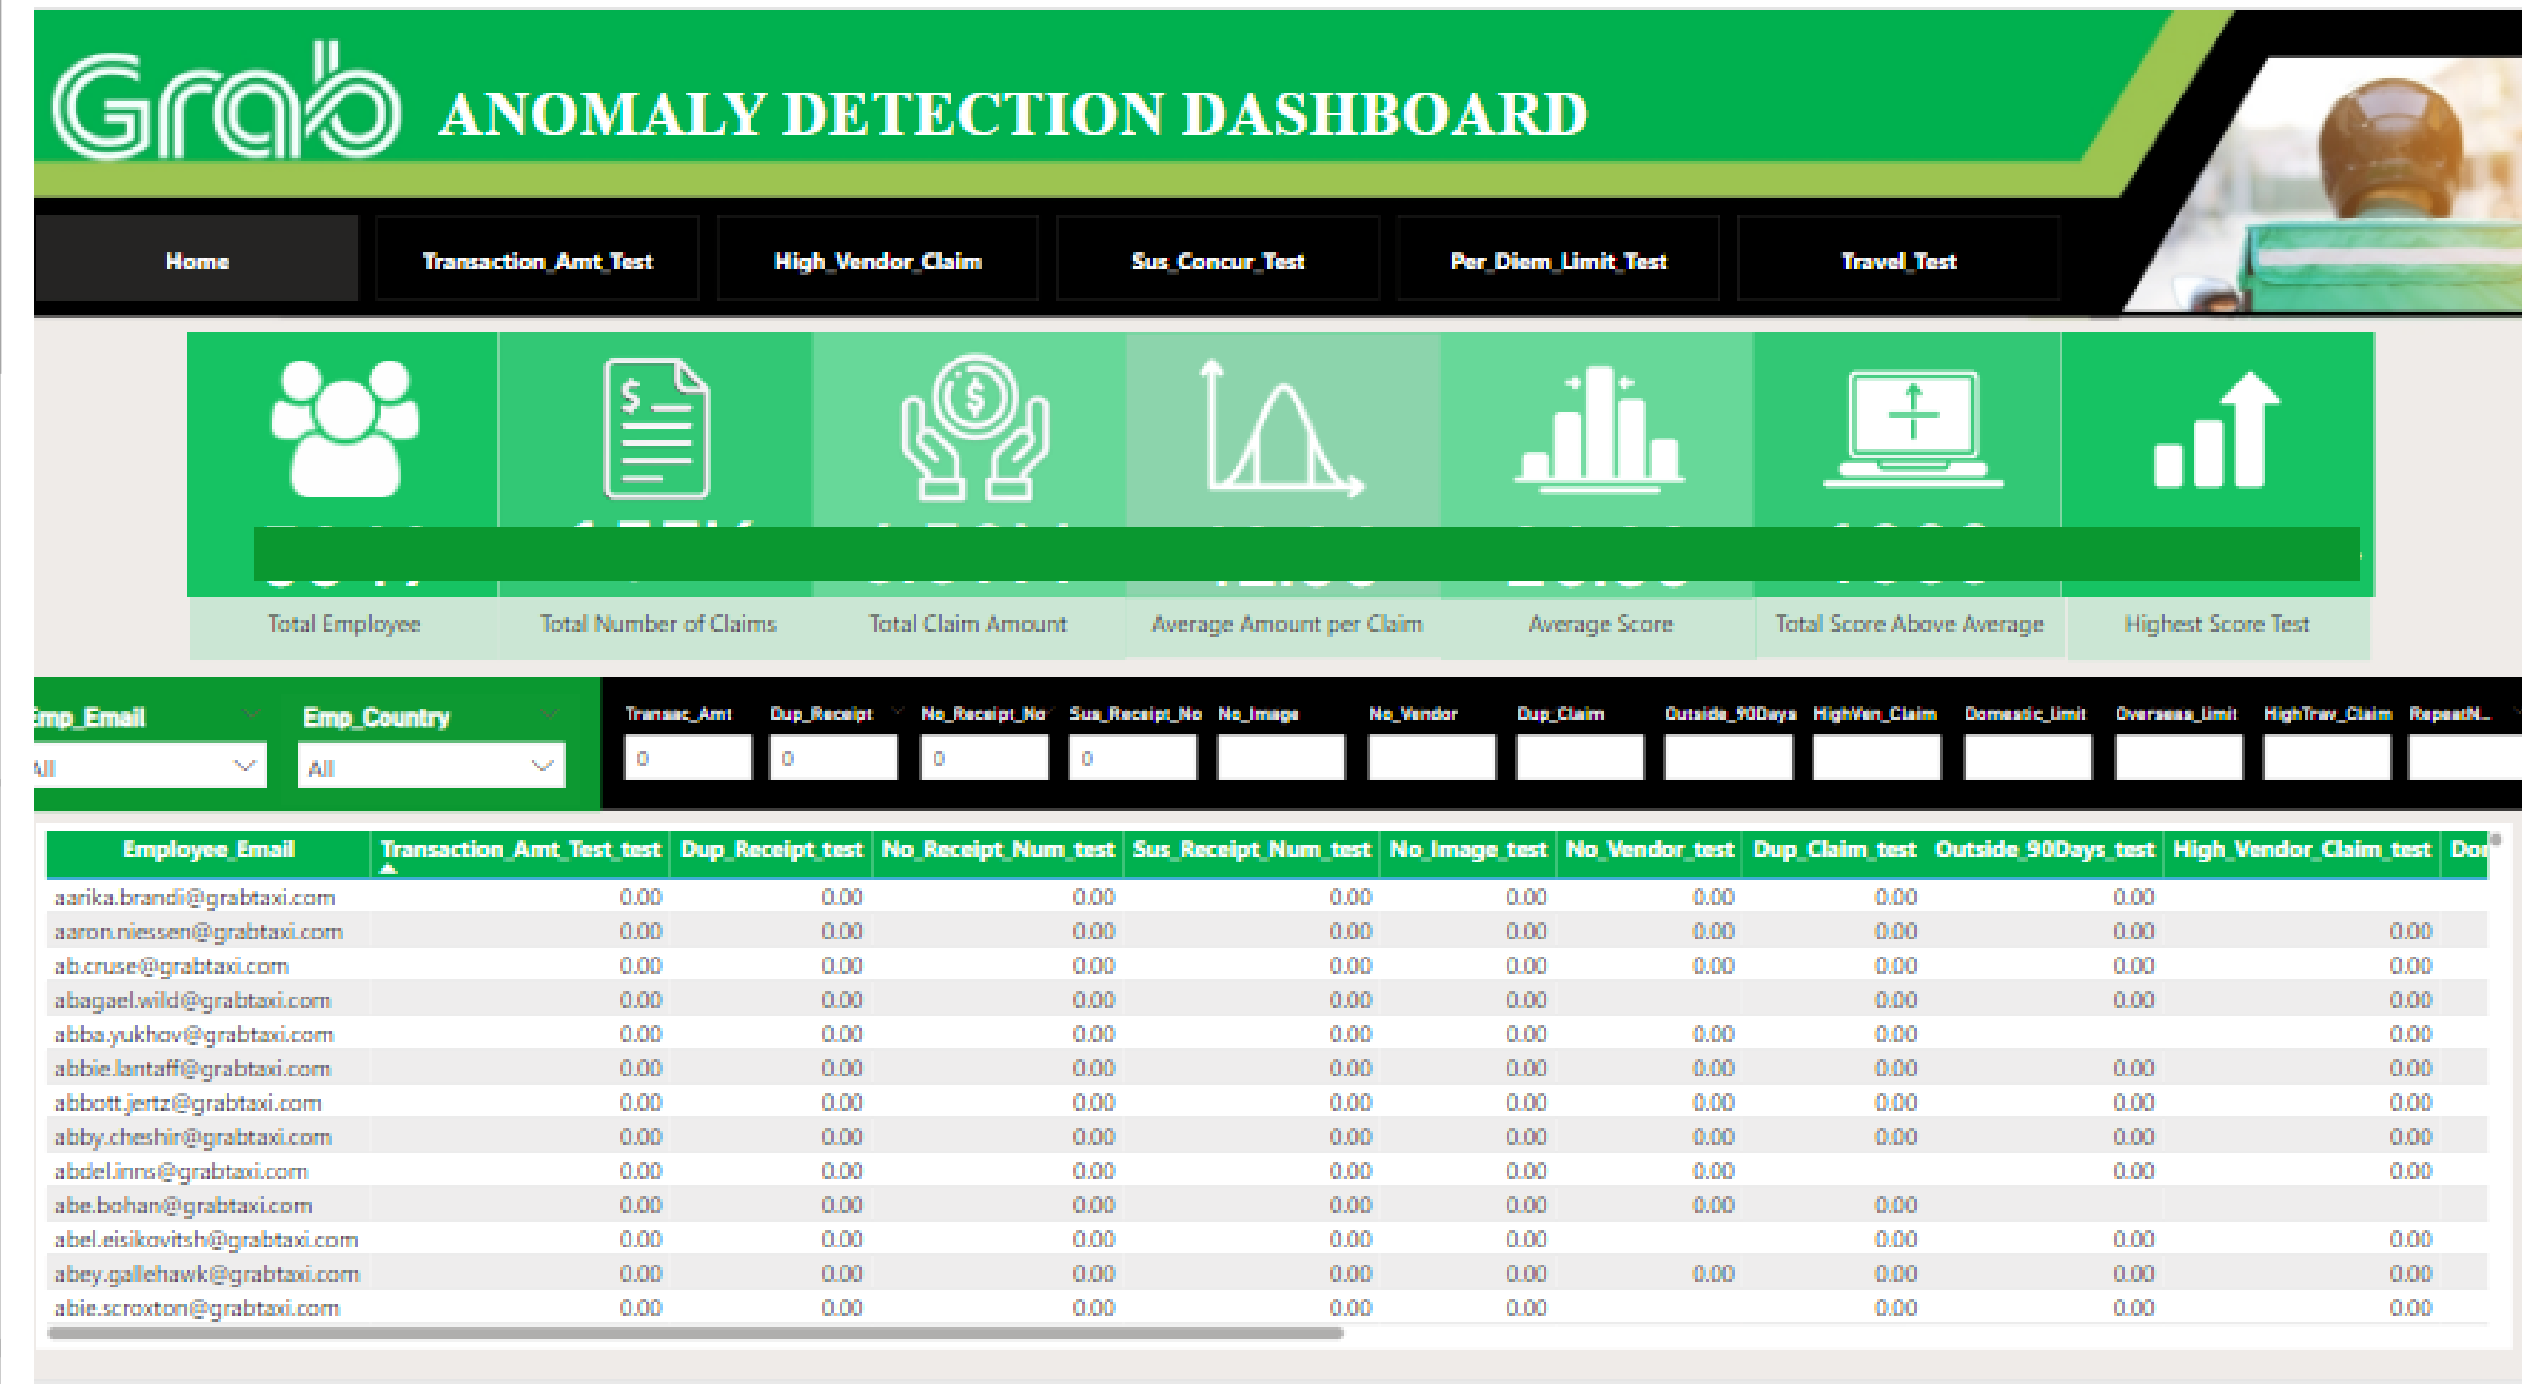 Grab ANOMALY DETECTION DASHBOARD
Home Transaction_Amt_Test High_Vendor_Claim Sus_Concur_Test Per_Diem_Limit_Test Travel_Test
Total Employee Total Number of Claims Total Claim Amount Average Amount per Claim Average Score Total Score Above Average Highest Score Test
Emp_Email Emp_Country Transac_Amt Dup_Receipt No_Receipt_No Sus_Receipt_No No_Image No_Vendor Dup_Claim Outside_90Days HighVen_Claim Domestic_Limit Overseas_Limit HighTrav_Claim RepeatN...
All All 0 0 0 0
Employee_Email Transaction_Amt_Test_test Dup_Receipt_test No_Receipt_Num_test Sus_Receipt_Num_test No_Image_test No_Vendor_test Dup_Claim_test Outside_90Days_test High_Vendor_Claim_test
aarika.brandi@grabtaxi.com 0.00 0.00 0.00 0.00 0.00 0.00 0.00 0.00
aaron.niessen@grabtaxi.com 0.00 0.00 0.00 0.00 0.00 0.00 0.00 0.00 0.00
ab.cruse@grabtaxi.com 0.00 0.00 0.00 0.00 0.00 0.00 0.00 0.00 0.00
abagael.wild@grabtaxi.com 0.00 0.00 0.00 0.00 0.00 0.00 0.00 0.00
abba.yukhov@grabtaxi.com 0.00 0.00 0.00 0.00 0.00 0.00 0.00 0.00
abbie.lantaff@grabtaxi.com 0.00 0.00 0.00 0.00 0.00 0.00 0.00 0.00 0.00
abbott.jertz@grabtaxi.com 0.00 0.00 0.00 0.00 0.00 0.00 0.00 0.00 0.00
abby.cheshir@grabtaxi.com 0.00 0.00 0.00 0.00 0.00 0.00 0.00 0.00 0.00
abdel.inns@grabtaxi.com 0.00 0.00 0.00 0.00 0.00 0.00 0.00 0.00
abe.bohan@grabtaxi.com 0.00 0.00 0.00 0.00 0.00 0.00 0.00
abel.eisikovitsh@grabtaxi.com 0.00 0.00 0.00 0.00 0.00 0.00 0.00 0.00
abey.gallehawk@grabtaxi.com 0.00 0.00 0.00 0.00 0.00 0.00 0.00 0.00 0.00
abie.scroxton@grabtaxi.com 0.00 0.00 0.00 0.00 0.00 0.00 0.00 0.00